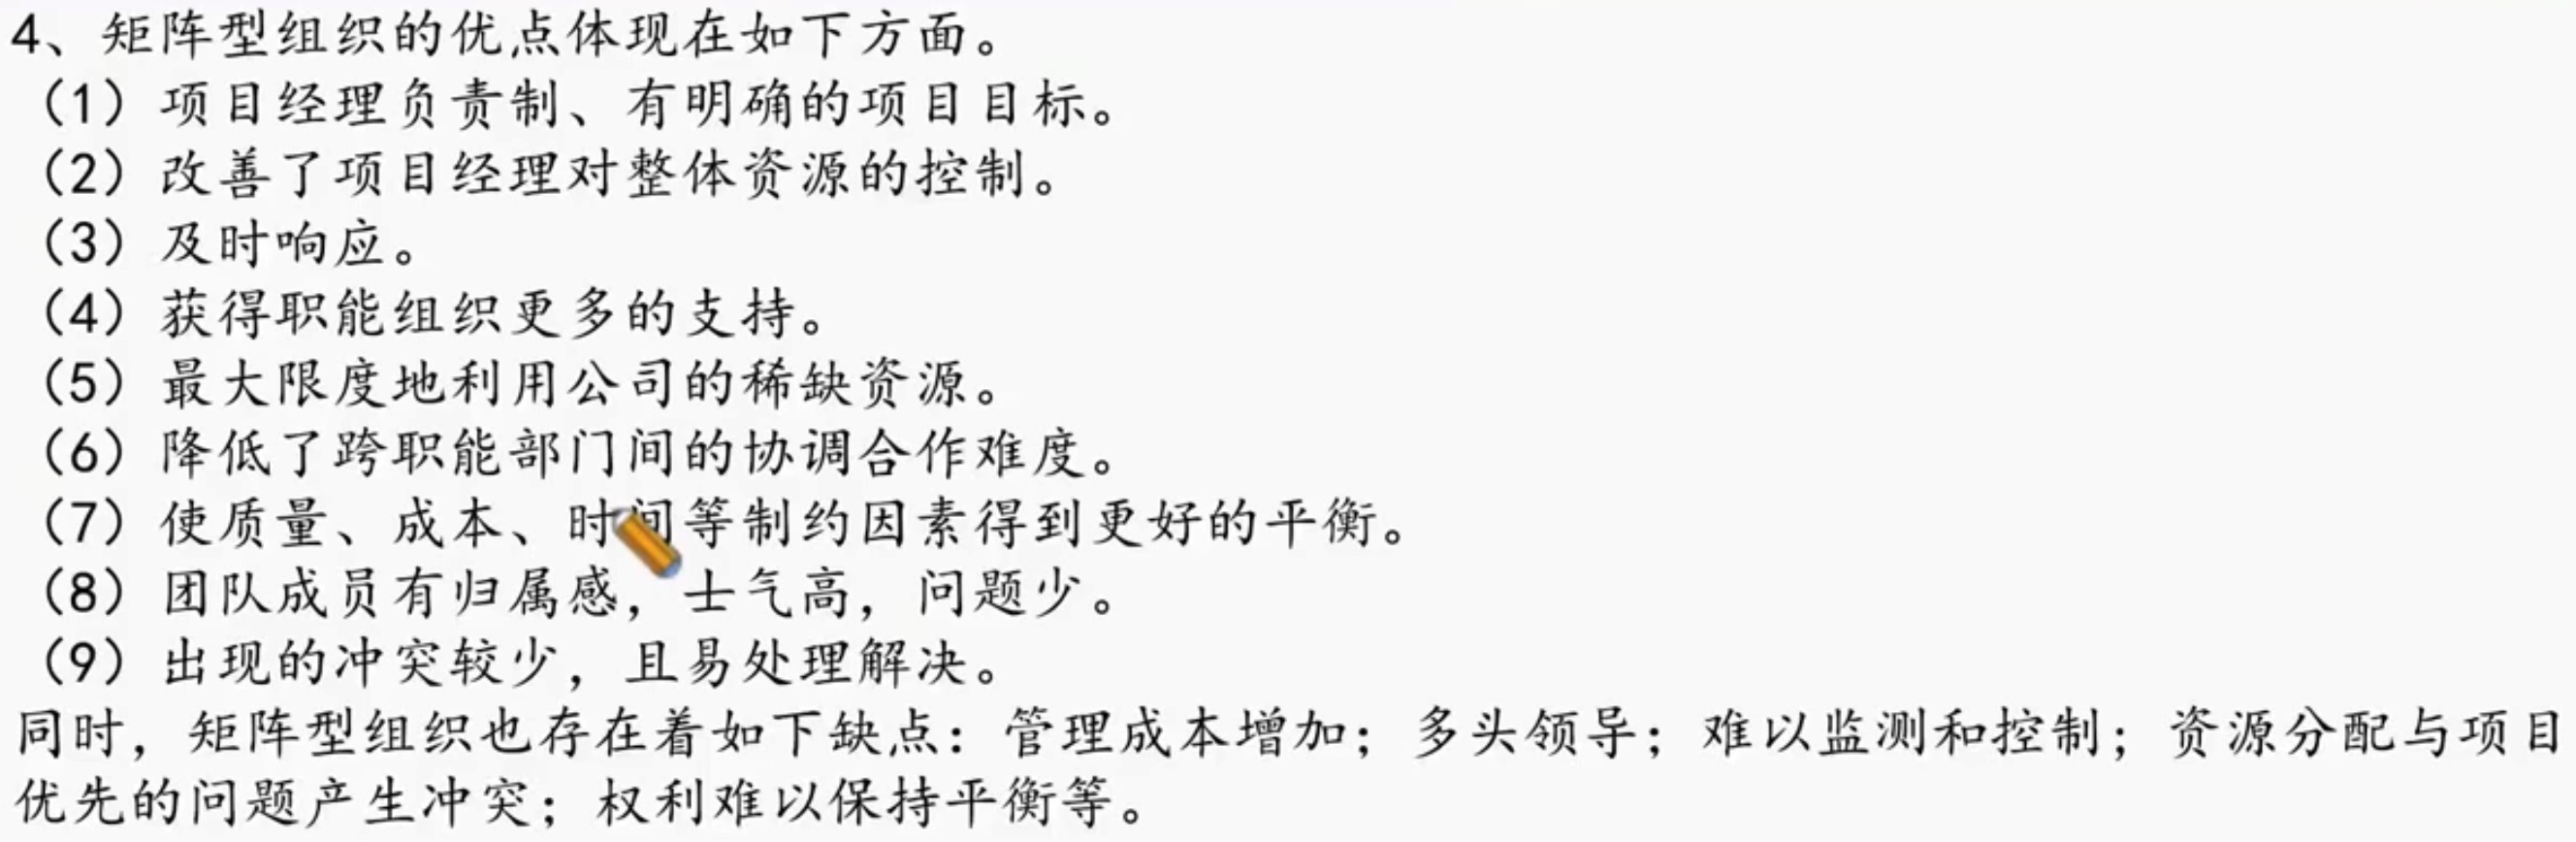 4、矩阵型组织的优点体现在如下方面。
（1）项目经理负责制、有明确的项目目标。
（2）改善了项目经理对整体资源的控制。
（3）及时响应。
（4）获得职能组织更多的支持。
（5）最大限度地利用公司的稀缺资源。
（6）降低了跨职能部门间的协调合作难度。
（7）使质量、成本、时间等制约因素得到更好的平衡。
（8）团队成员有归属感，士气高，问题少。
（9）出现的冲突较少，且易处理解决。
同时，矩阵型组织也存在着如下缺点：管理成本增加；多头领导；难以监测和控制；资源分配与项目
优先的问题产生冲突；权利难以保持平衡等。